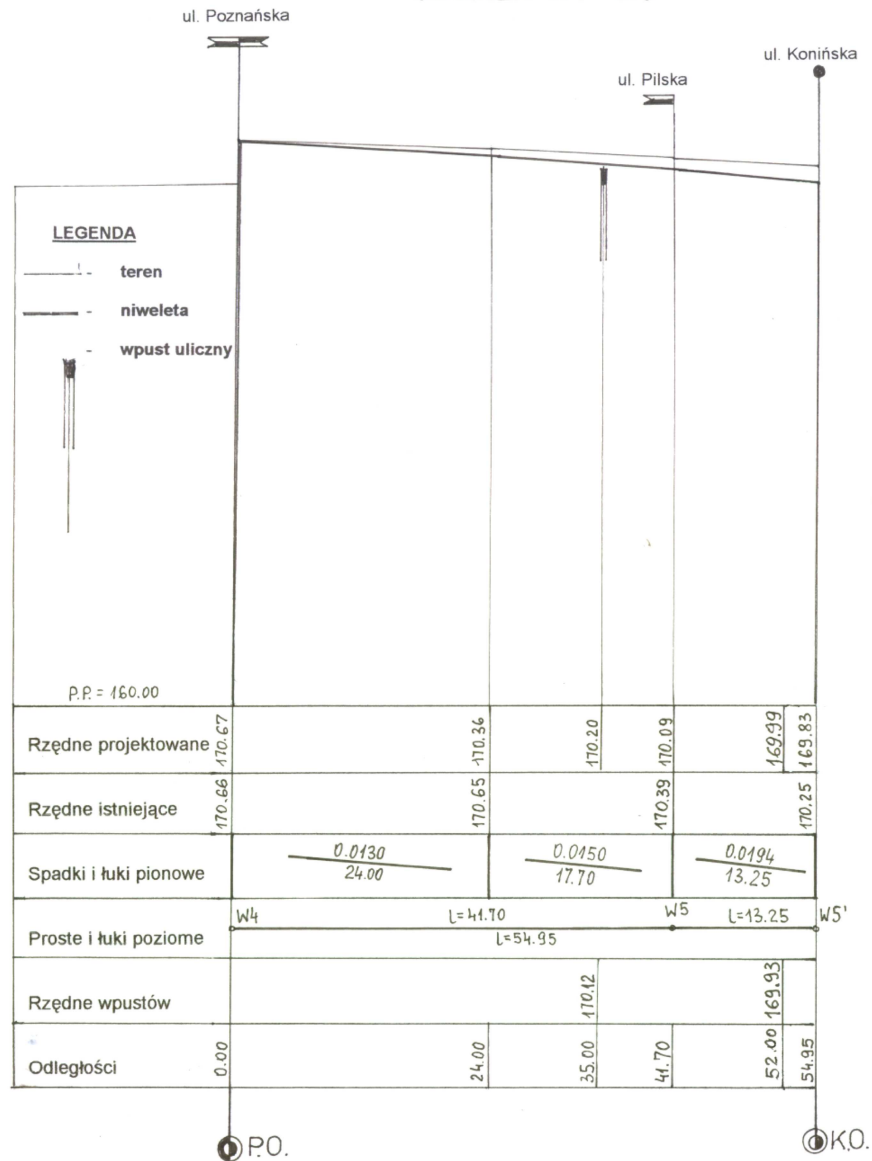 ul. Poznańska
ul. Konińska
ul. Pilska
LEGENDA
- teren
- niweleta
- wpust uliczny
P.P. = 160.00
Rzędne projektowane 170.67 170.36 170.20 170.09 169.99 169.83
Rzędne istniejące 170.66 170.65 170.39 170.25
Spadki i łuki pionowe 0.0130 24.00 0.0150 17.70 0.0194 13.25
Proste i łuki poziome W4 l=41.70 W5 l=13.25 W5'
l=54.95
Rzędne wpustów 170.12 169.93
Odległości 0.00 24.00 35.00 41.70 52.00 54.95
P.O. K.O.